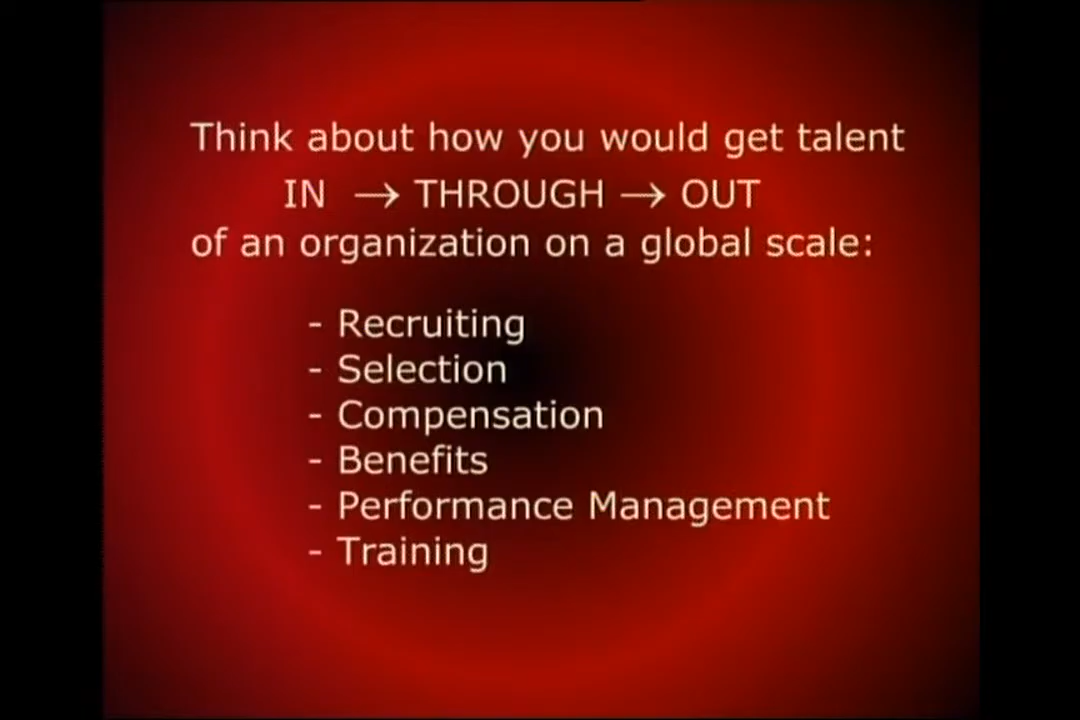 Think about how you would get talent
IN → THROUGH → OUT
of an organization on a global scale:
- Recruiting
- Selection
- Compensation
- Benefits
- Performance Management
- Training